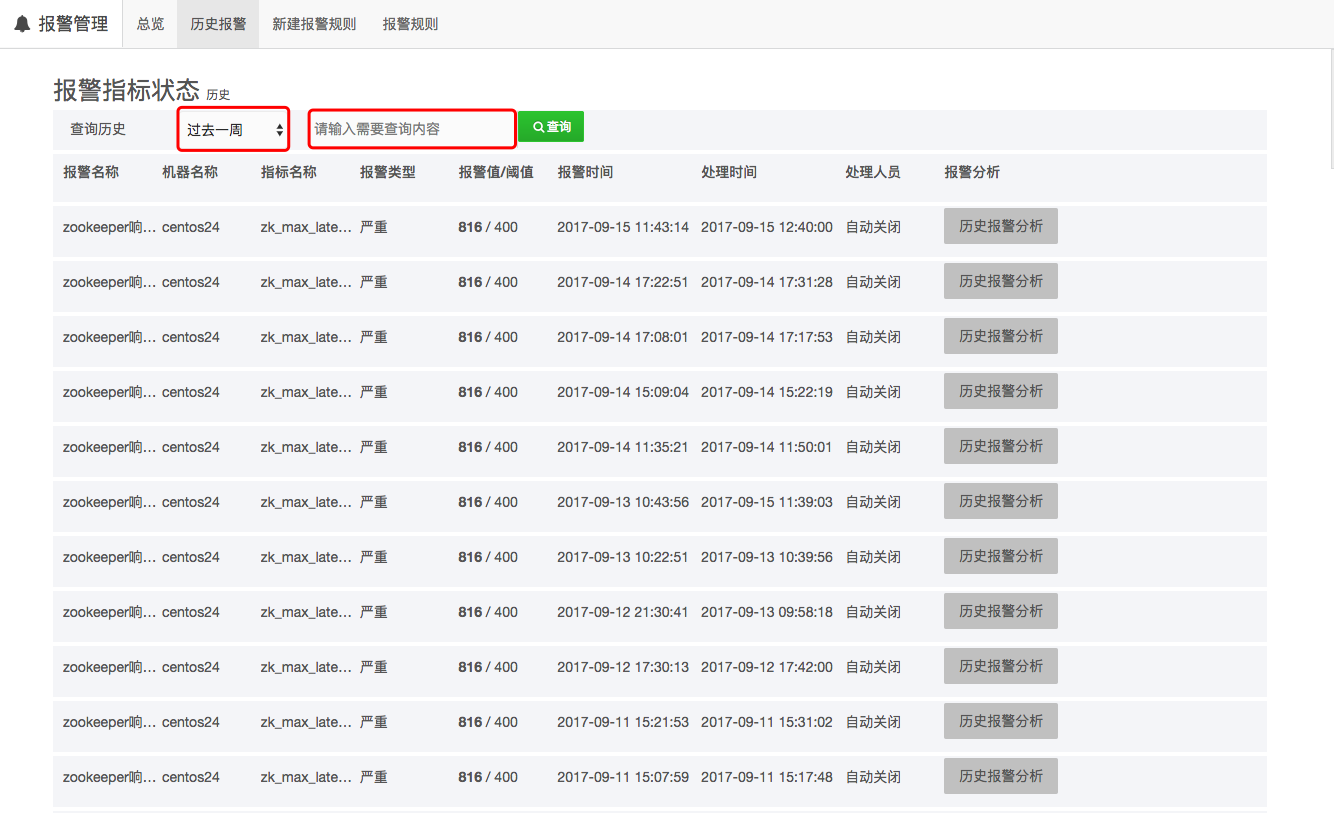 报警管理 总览 历史报警 新建报警规则 报警规则
报警指标状态 历史
查询历史 过去一周 请输入需要查询内容 查询
报警名称 机器名称 指标名称 报警类型 报警值/阈值 报警时间 处理时间 处理人员 报警分析
zookeeper响... centos24 zk_max_late... 严重 816 / 400 2017-09-15 11:43:14 2017-09-15 12:40:00 自动关闭 历史报警分析
zookeeper响... centos24 zk_max_late... 严重 816 / 400 2017-09-14 17:22:51 2017-09-14 17:31:28 自动关闭 历史报警分析
zookeeper响... centos24 zk_max_late... 严重 816 / 400 2017-09-14 17:08:01 2017-09-14 17:17:53 自动关闭 历史报警分析
zookeeper响... centos24 zk_max_late... 严重 816 / 400 2017-09-14 15:09:04 2017-09-14 15:22:19 自动关闭 历史报警分析
zookeeper响... centos24 zk_max_late... 严重 816 / 400 2017-09-14 11:35:21 2017-09-14 11:50:01 自动关闭 历史报警分析
zookeeper响... centos24 zk_max_late... 严重 816 / 400 2017-09-13 10:43:56 2017-09-15 11:39:03 自动关闭 历史报警分析
zookeeper响... centos24 zk_max_late... 严重 816 / 400 2017-09-13 10:22:51 2017-09-13 10:39:56 自动关闭 历史报警分析
zookeeper响... centos24 zk_max_late... 严重 816 / 400 2017-09-12 21:30:41 2017-09-13 09:58:18 自动关闭 历史报警分析
zookeeper响... centos24 zk_max_late... 严重 816 / 400 2017-09-12 17:30:13 2017-09-12 17:42:00 自动关闭 历史报警分析
zookeeper响... centos24 zk_max_late... 严重 816 / 400 2017-09-11 15:21:53 2017-09-11 15:31:02 自动关闭 历史报警分析
zookeeper响... centos24 zk_max_late... 严重 816 / 400 2017-09-11 15:07:59 2017-09-11 15:17:48 自动关闭 历史报警分析